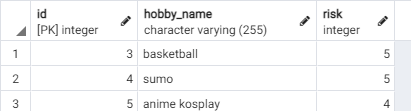 id hobby_name risk
[PK] integer character varying (255) integer
1 3 basketball 5
2 4 sumo 5
3 5 anime kosplay 4